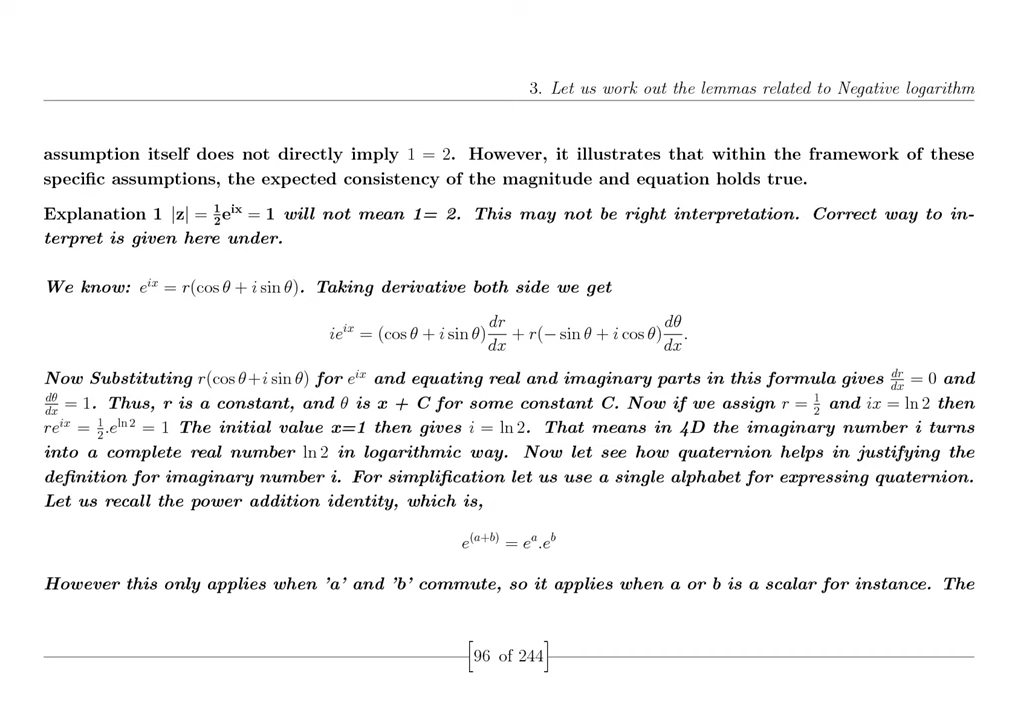 3. Let us work out the lemmas related to Negative logarithm
assumption itself does not directly imply 1 = 2. However, it illustrates that within the framework of these
specific assumptions, the expected consistency of the magnitude and equation holds true.
Explanation 1 |z| = \frac{1}{2}e^{ix} = 1 will not mean 1= 2. This may not be right interpretation. Correct way to in-
terpret is given here under.
We know: e^{ix} = r(cos θ + i sin θ). Taking derivative both side we get
ie^{ix} = (cos θ + i sin θ)\frac{dr}{dx} + r(− sin θ + i cos θ)\frac{dθ}{dx}.
Now Substituting r(cos θ+i sin θ) for e^{ix} and equating real and imaginary parts in this formula gives \frac{dr}{dx} = 0 and
\frac{dθ}{dx} = 1. Thus, r is a constant, and θ is x + C for some constant C. Now if we assign r = \frac{1}{2} and ix = ln 2 then
re^{ix} = \frac{1}{2}.e^{ln 2} = 1 The initial value x=1 then gives i = ln 2. That means in 4D the imaginary number i turns
into a complete real number ln 2 in logarithmic way. Now let see how quaternion helps in justifying the
definition for imaginary number i. For simplification let us use a single alphabet for expressing quaternion.
Let us recall the power addition identity, which is,
e^{(a+b)} = e^{a}.e^{b}
However this only applies when 'a' and 'b' commute, so it applies when a or b is a scalar for instance. The
[96 of 244]